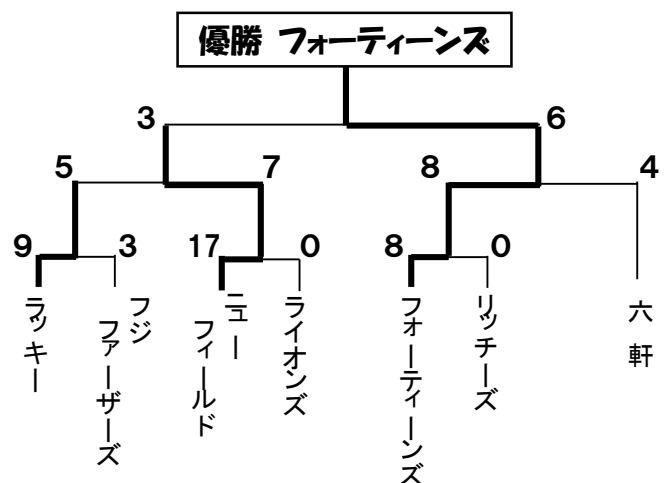 優勝 フォーティーンズ
3 6
5 7 8 4
9 3 17 0 8 0
ラッキー
フジ
ファーザーズ
ニュー
フィールド
ライオンズ
フォーティーンズ
リッチーズ
六軒